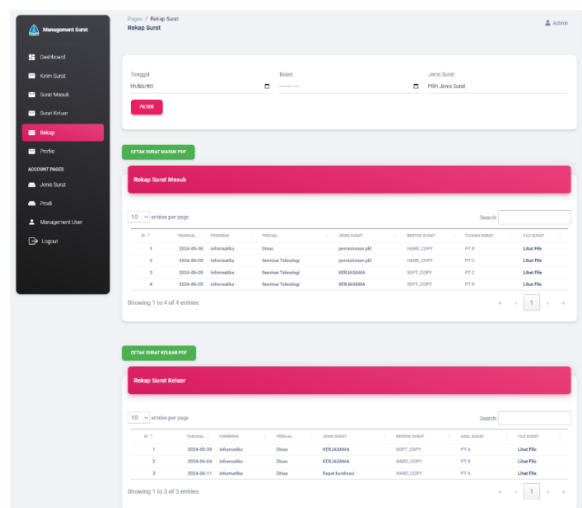 Management Surat
Dashboard
Kirim Surat
Surat Masuk
Surat Keluar
Rekap
Profile
ACCOUNT PAGES
Jenis Surat
Prodi
Management User
Logout
Pages / Rekap Surat
Rekap Surat
Admin
Tanggal
Bulan
Jenis Surat
hh/bb/tttt
Pilih Jenis Surat
FILTER
CETAK SURAT MASUK PDF
Rekap Surat Masuk
10 entries per page
Search:
ID TANGGAL PENGIRIM PERIHAL JENIS SURAT BENTUK SURAT TUJUAN SURAT FILE SURAT
1 2024-05-30 Informatika Dinas permohonan pkl HARD_COPY PT B Lihat File
2 2024-06-05 Informatika Seminar Teknologi permohonan pkl HARD_COPY PT C Lihat File
3 2024-06-05 Informatika Seminar Teknologi KERJASAMA SOFT_COPY PT C Lihat File
4 2024-06-05 Informatika Seminar Teknologi KERJASAMA SOFT_COPY Lihat File
Showing 1 to 4 of 4 entries
1
CETAK SURAT KELUAR PDF
Rekap Surat Keluar
10 entries per page
Search:
ID TANGGAL PENERIMA PERIHAL JENIS SURAT BENTUK SURAT ASAL SURAT FILE SURAT
1 Informatika Dinas KERJASAMA SOFT_COPY PT A Lihat File
2 2024-06-04 Informatika Dinas KERJASAMA HARD_COPY PT B Lihat File
3 2024-06-11 Informatika Dinas Rapat koordinasi HARD_COPY PT A Lihat File
Showing 1 to 3 of 3 entries
1